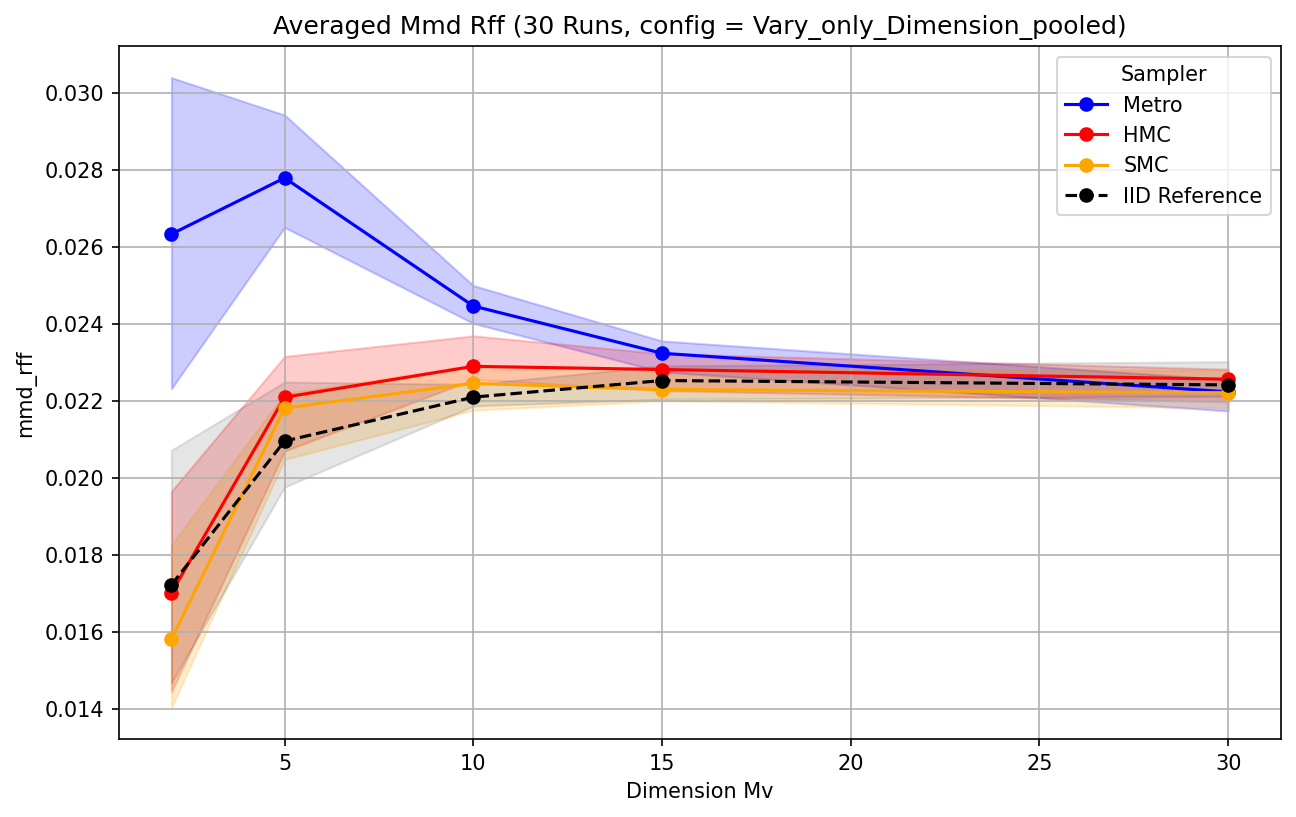 Averaged Mmd Rff (30 Runs, config = Vary_only_Dimension_pooled)
Sampler
Metro
HMC
SMC
IID Reference
mmd_rff
0.030
0.028
0.026
0.024
0.022
0.020
0.018
0.016
0.014
5 10 15 20 25 30
Dimension Mv